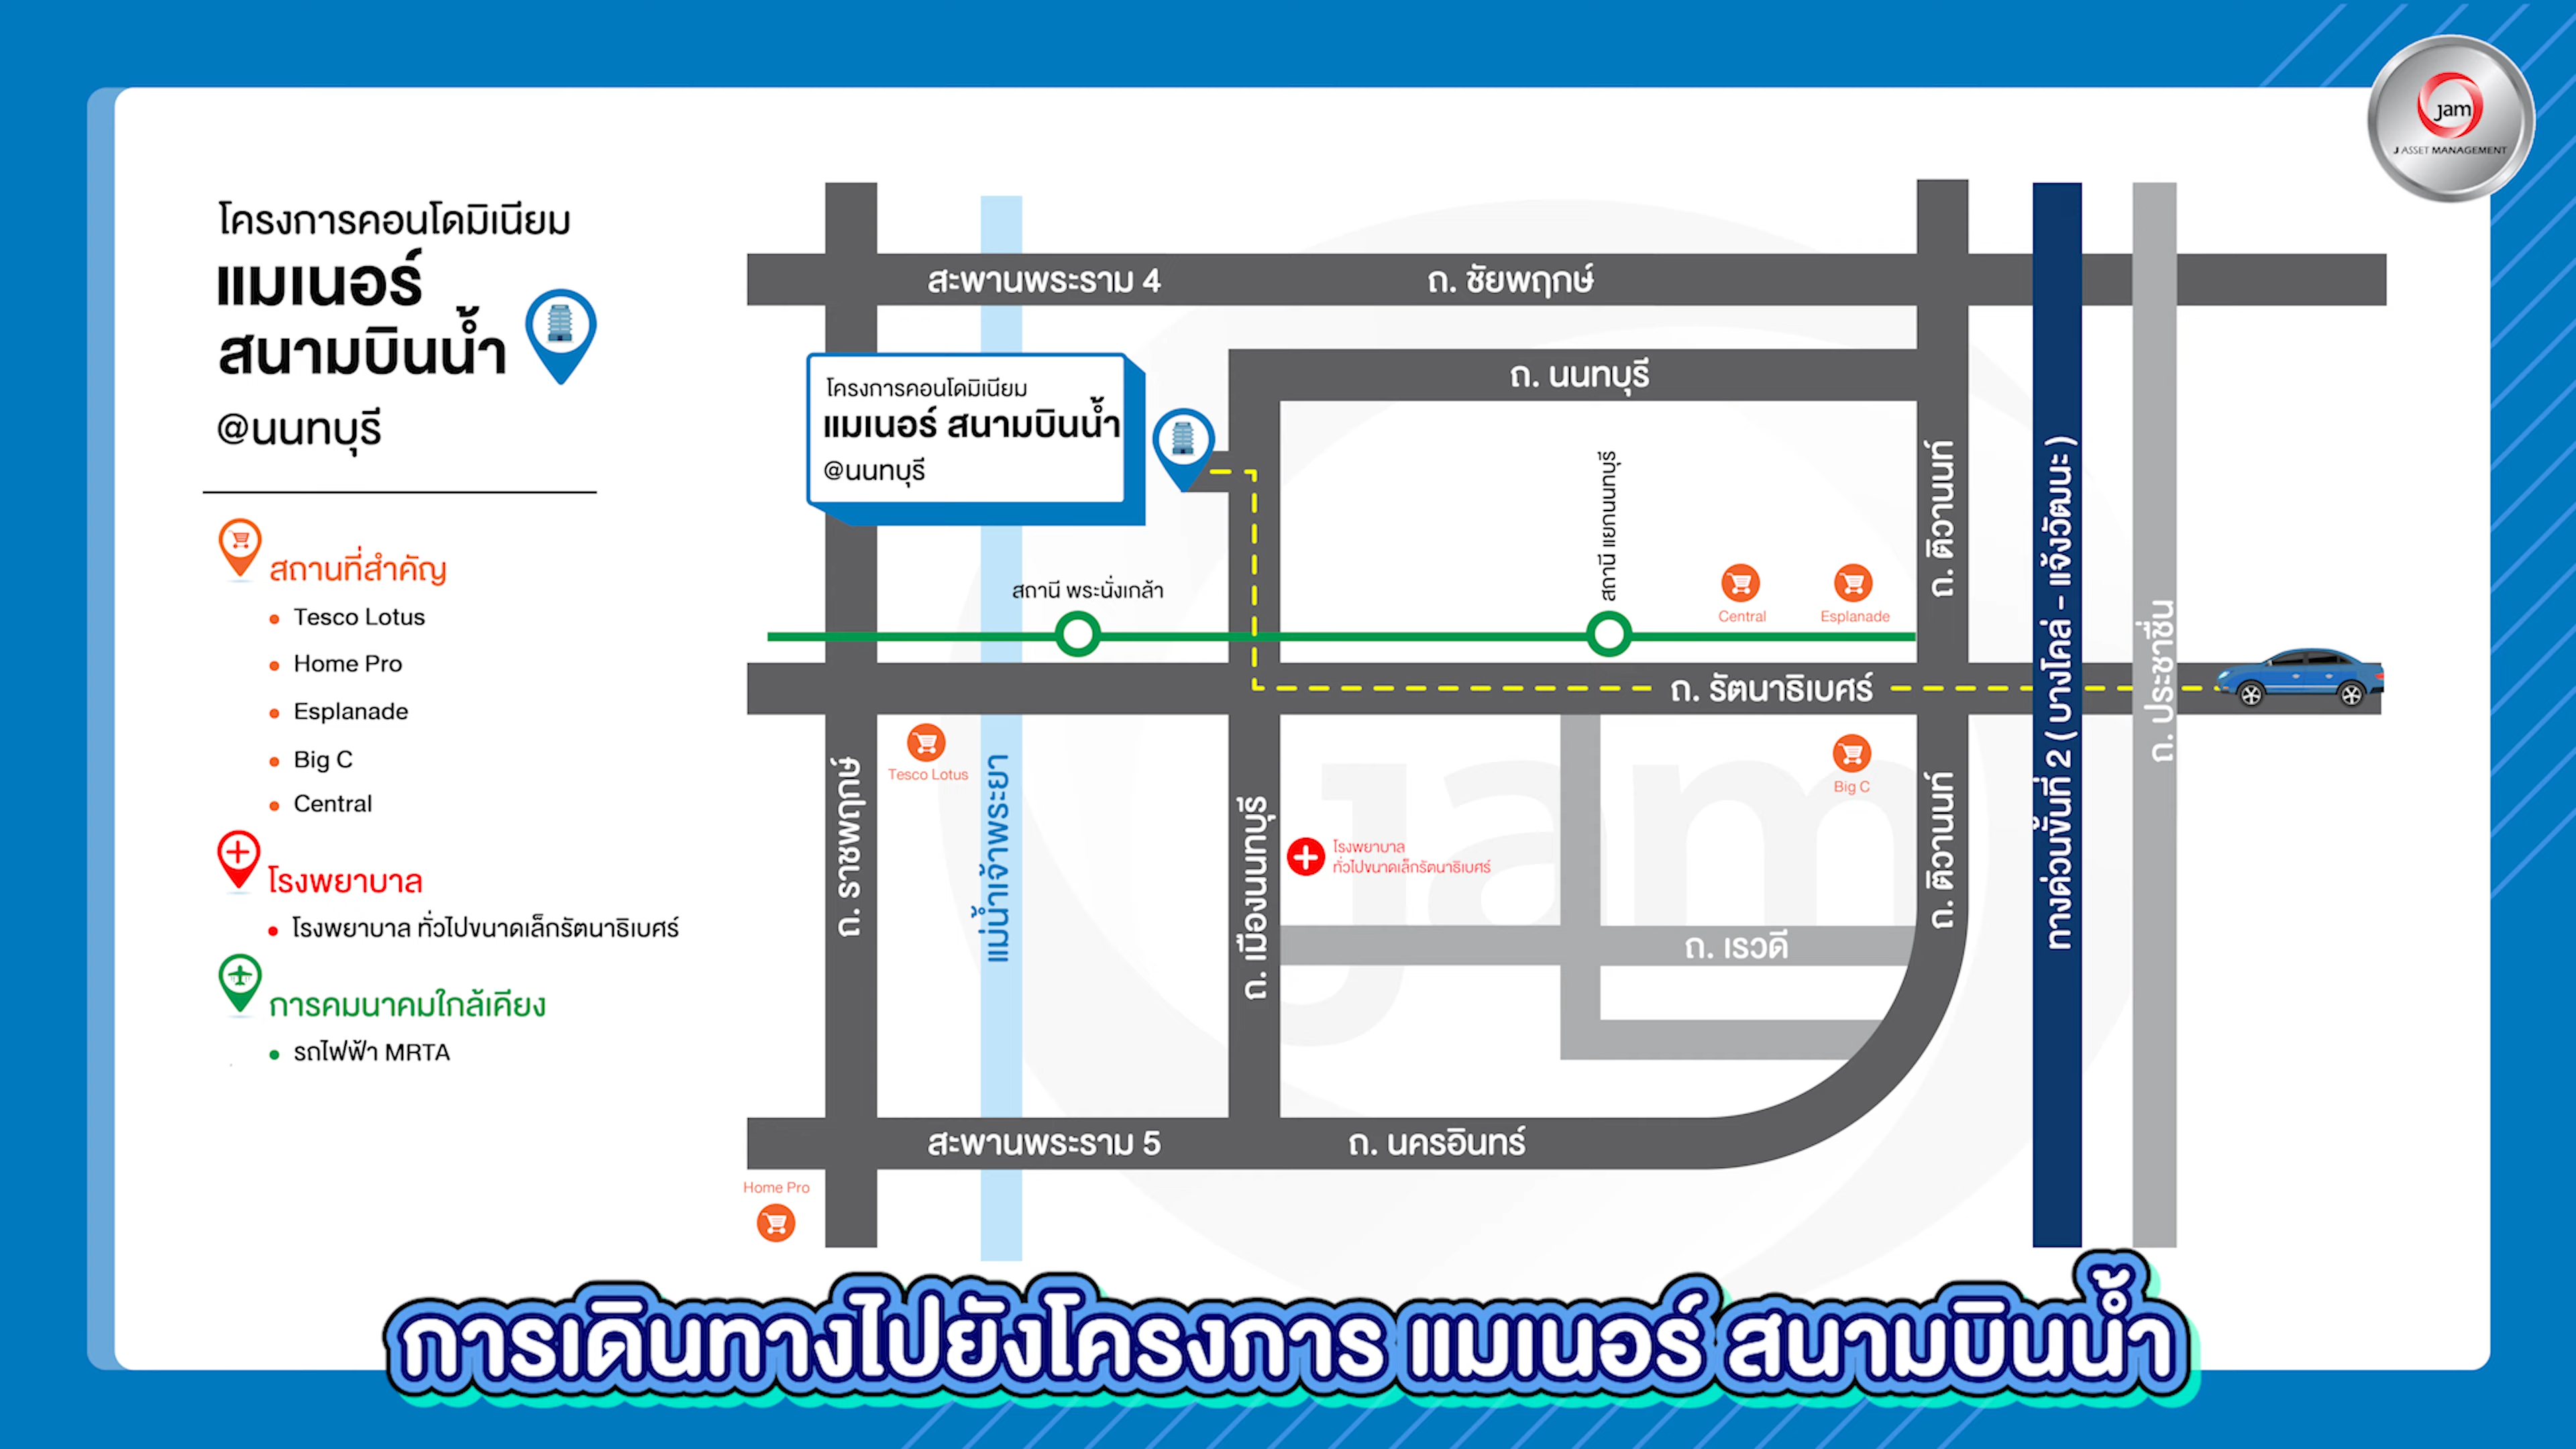 jam
J ASSET MANAGEMENT
โครงการคอนโดมิเนียม
แมเนอร์
สนามบินน้ำ
@นนทบุรี
สถานที่สำคัญ
Tesco Lotus
Home Pro
Esplanade
Big C
Central
โรงพยาบาล
โรงพยาบาล ทั่วไปขนาดเล็กรัตนาธิเบศร์
การคมนาคมใกล้เคียง
รถไฟฟ้า MRTA
สะพานพระราม 4
ถ. ชัยพฤกษ์
ถ. นนทบุรี
โครงการคอนโดมิเนียม
แมเนอร์ สนามบินน้ำ
@นนทบุรี
สถานี พระนั่งเกล้า
สถานี แยกนนทบุรี
Central
Esplanade
ถ. ติวานนท์
ทางด่วนขั้นที่ 2 ( บางโคล่ - แจ้งวัฒนะ )
ถ. ประชาชื่น
ถ. รัตนาธิเบศร์
Tesco Lotus
Big C
ถ. ราชพฤกษ์
แม่น้ำเจ้าพระยา
ถ. เมืองนนทบุรี
โรงพยาบาล
ทั่วไปขนาดเล็กรัตนาธิเบศร์
ถ. ติวานนท์
jam
ถ. เรวดี
สะพานพระราม 5
ถ. นครอินทร์
Home Pro
การเดินทางไปยังโครงการ แมเนอร์ สนามบินน้ำ